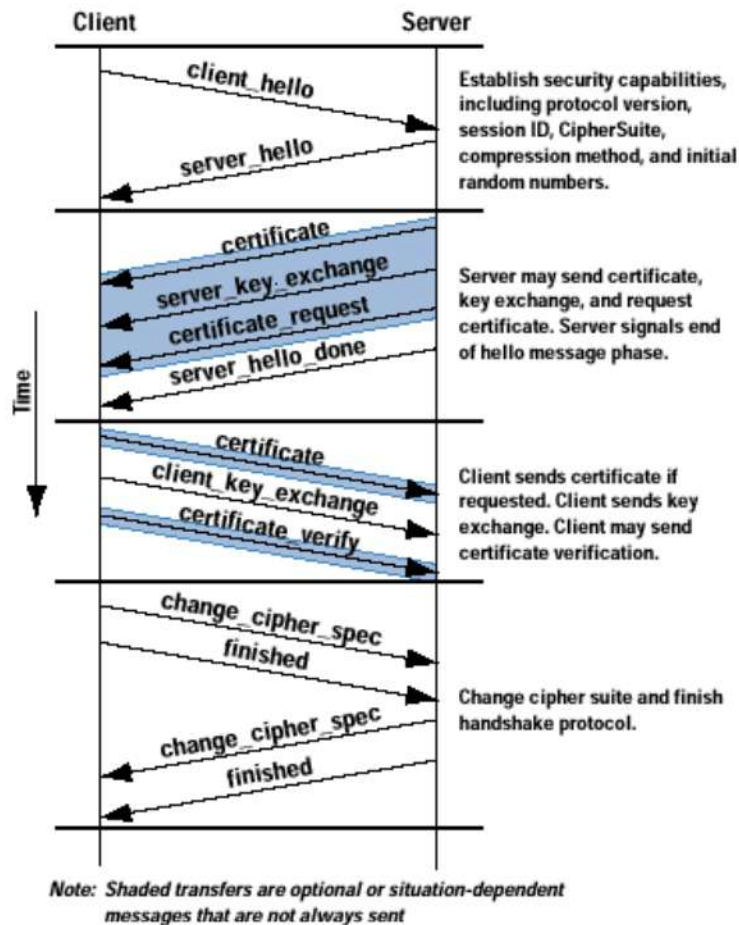 Client Server
client_hello
Establish security capabilities,
including protocol version,
session ID, CipherSuite,
compression method, and initial
random numbers.
server_hello
certificate
server_key_exchange
certificate_request
server_hello_done
Server may send certificate,
key exchange, and request
certificate. Server signals end
of hello message phase.
Time
certificate
client_key_exchange
certificate_verify
Client sends certificate if
requested. Client sends key
exchange. Client may send
certificate verification.
change_cipher_spec
finished
change_cipher_spec
finished
Change cipher suite and finish
handshake protocol.
Note: Shaded transfers are optional or situation-dependent
messages that are not always sent